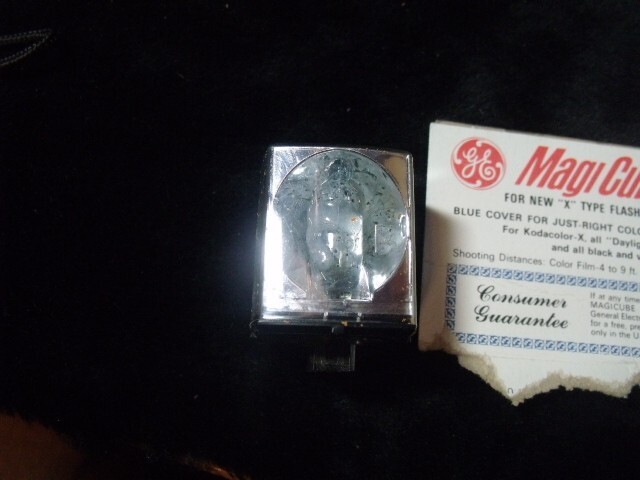 GE
MagiCu
FOR NEW "X" TYPE FLASH
BLUE COVER FOR JUST-RIGHT COLO
For Kodacolor-X, all "Dayli
and all black and w
Shooting Distances: Color Film-4 to 9 ft.
Consumer
Guarantee
If at any time
MAGICUBE
General Elect
for a free,
only in the U.